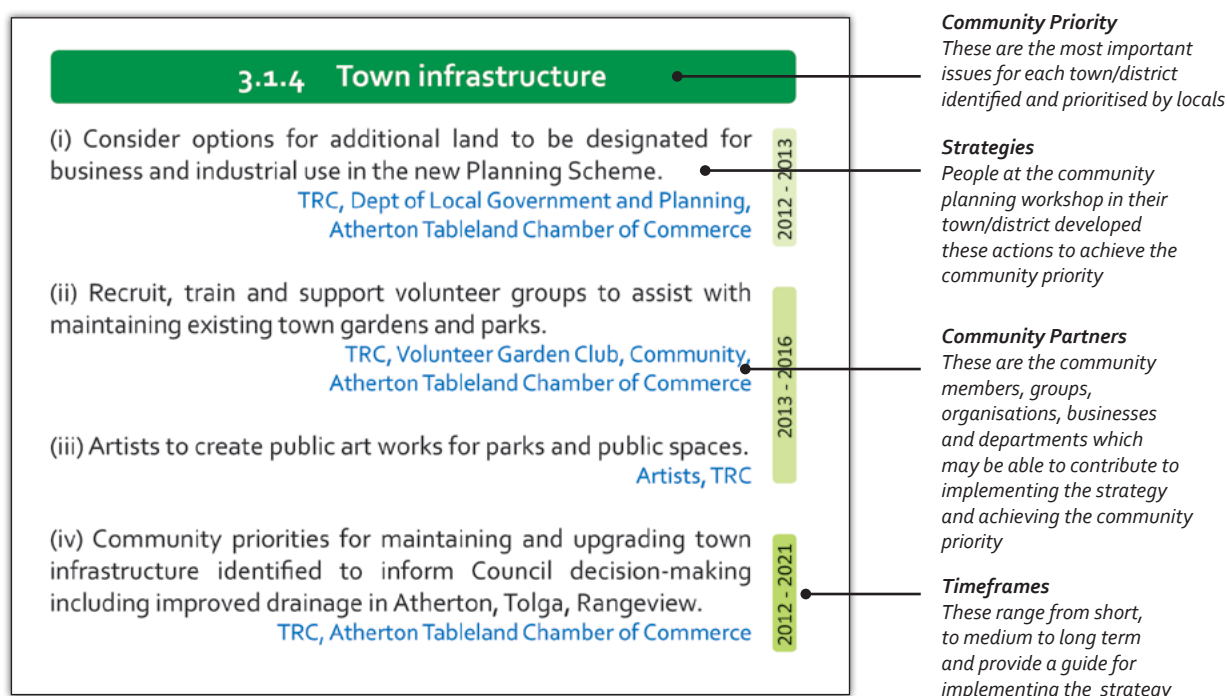 3.1.4 Town infrastructure
(i) Consider options for additional land to be designated for
business and industrial use in the new Planning Scheme.
TRC, Dept of Local Government and Planning,
Atherton Tableland Chamber of Commerce
2012 - 2013
(ii) Recruit, train and support volunteer groups to assist with
maintaining existing town gardens and parks.
TRC, Volunteer Garden Club, Community,
Atherton Tableland Chamber of Commerce
(iii) Artists to create public art works for parks and public spaces.
Artists, TRC
2013 - 2016
(iv) Community priorities for maintaining and upgrading town
infrastructure identified to inform Council decision-making
including improved drainage in Atherton, Tolga, Rangeview.
TRC, Atherton Tableland Chamber of Commerce
2012 - 2021
Community Priority
These are the most important
issues for each town/district
identified and prioritised by locals
Strategies
People at the community
planning workshop in their
town/district developed
these actions to achieve the
community priority
Community Partners
These are the community
members, groups,
organisations, businesses
and departments which
may be able to contribute to
implementing the strategy
and achieving the community
priority
Timeframes
These range from short,
to medium to long term
and provide a guide for
implementing the strategy